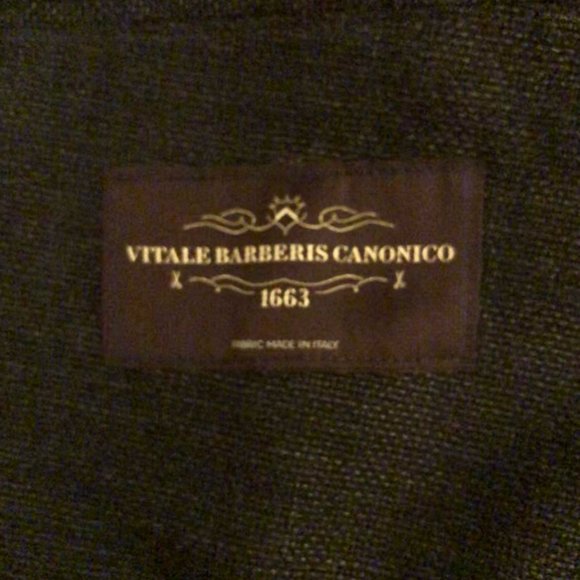 VITALE BARBERIS CANONICO
1663
FABRIC MADE IN ITALY